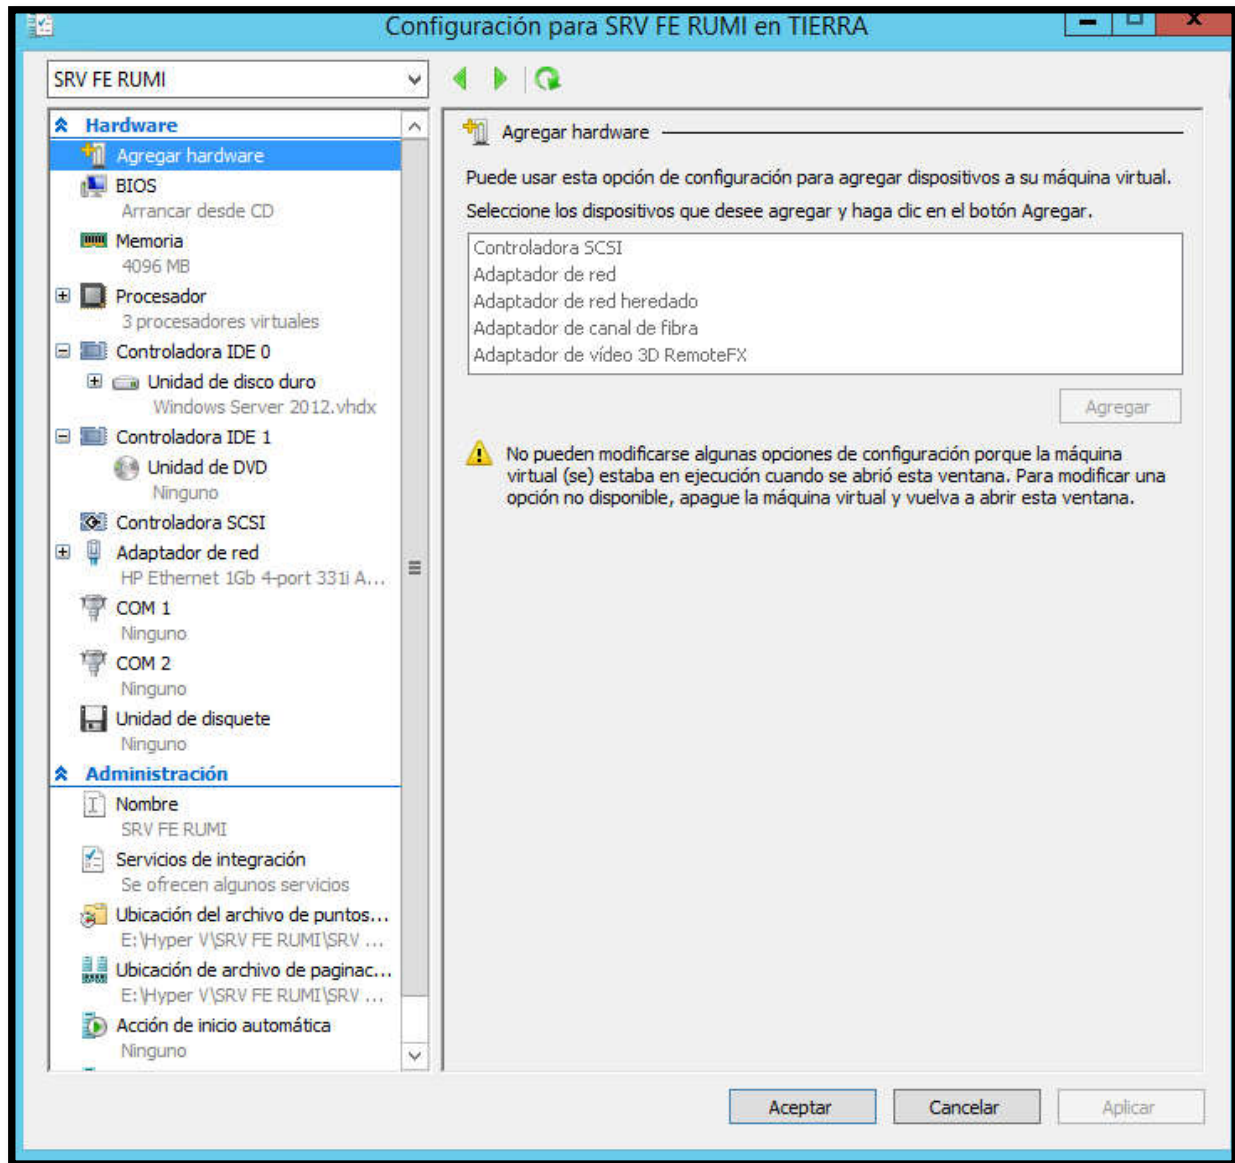 Configuración para SRV FE RUMI en TIERRA
SRV FE RUMI
Hardware
Agregar hardware
BIOS
Arrancar desde CD
Memoria
4096 MB
Procesador
3 procesadores virtuales
Controladora IDE 0
Unidad de disco duro
Windows Server 2012.vhdx
Controladora IDE 1
Unidad de DVD
Ninguno
Controladora SCSI
Adaptador de red
HP Ethernet 1Gb 4-port 331i A...
COM 1
Ninguno
COM 2
Ninguno
Unidad de disquete
Ninguno
Administración
Nombre
SRV FE RUMI
Servicios de integración
Se ofrecen algunos servicios
Ubicación del archivo de puntos...
E:\Hyper V\SRV FE RUMI\SRV ...
Ubicación de archivo de paginac...
E:\Hyper V\SRV FE RUMI\SRV ...
Acción de inicio automática
Ninguno
Agregar hardware
Puede usar esta opción de configuración para agregar dispositivos a su máquina virtual.
Seleccione los dispositivos que desee agregar y haga clic en el botón Agregar.
Controladora SCSI
Adaptador de red
Adaptador de red heredado
Adaptador de canal de fibra
Adaptador de vídeo 3D RemoteFX
Agregar
No pueden modificarse algunas opciones de configuración porque la máquina
virtual (se) estaba en ejecución cuando se abrió esta ventana. Para modificar una
opción no disponible, apague la máquina virtual y vuelva a abrir esta ventana.
Aceptar
Cancelar
Aplicar